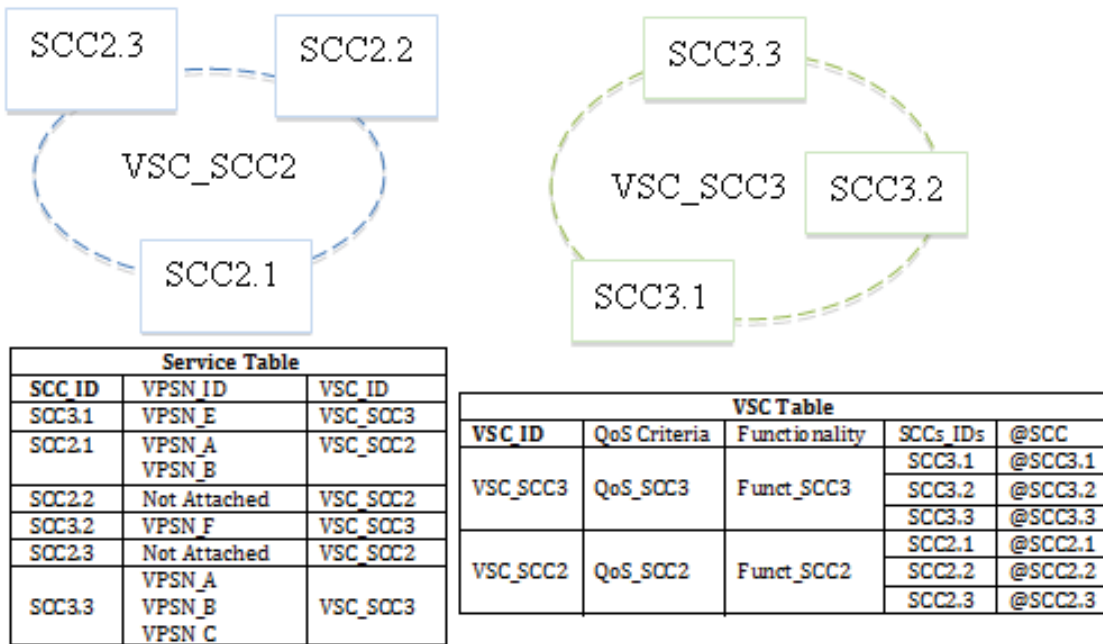 SCC2.3
SCC2.2
VSC_SCC2
SCC2.1
SCC3.3
VSC_SCC3
SCC3.2
SCC3.1
Service Table
SCC_ID VPSN_ID VSC_ID
SCC3.1 VPSN_E VSC_SCC3
SCC2.1 VPSN_A VSC_SCC2
VPSN_B
SCC2.2 Not Attached VSC_SCC2
SCC3.2 VPSN_F VSC_SCC3
SCC2.3 Not Attached VSC_SCC2
VPSN_A
SCC3.3 VPSN_B VSC_SCC3
VPSN_C
VSC Table
VSC_ID QoS Criteria Functionality SCCs_IDs @SCC
SCC3.1 @SCC3.1
VSC_SCC3 QoS_SCC3 Funct_SCC3 SCC3.2 @SCC3.2
SCC3.3 @SCC3.3
SCC2.1 @SCC2.1
VSC_SCC2 QoS_SCC2 Funct_SCC2 SCC2.2 @SCC2.2
SCC2.3 @SCC2.3